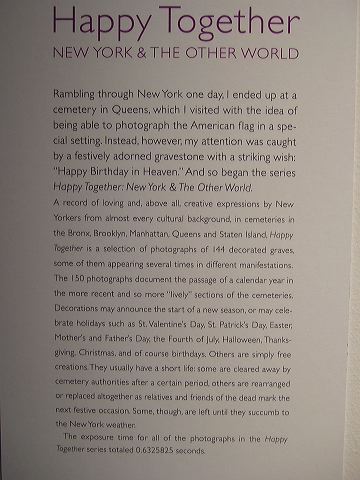 Happy Together
NEW YORK & THE OTHER WORLD
Rambling through New York one day, I ended up at a
cemetery in Queens, which I visited with the idea of
being able to photograph the American flag in a spe-
cial setting. Instead, however, my attention was caught
by a festively adorned gravestone with a striking wish:
“Happy Birthday in Heaven.” And so began the series
Happy Together: New York & The Other World.
A record of loving and, above all, creative expressions by New
Yorkers from almost every cultural background, in cemeteries in
the Bronx, Brooklyn, Manhattan, Queens and Staten Island, Happy
Together is a selection of photographs of 144 decorated graves,
some of them appearing several times in different manifestations.
The 150 photographs document the passage of a calendar year in
the more recent and so more “lively” sections of the cemeteries.
Decorations may announce the start of a new season, or may cele-
brate holidays such as St. Valentine's Day, St. Patrick's Day, Easter,
Mother's and Father's Day, the Fourth of July, Halloween, Thanks-
giving, Christmas, and of course birthdays. Others are simply free
creations. They usually have a short life: some are cleared away by
cemetery authorities after a certain period, others are rearranged
or replaced altogether as relatives and friends of the dead mark the
next festive occasion. Some, though, are left until they succumb to
the New York weather.
The exposure time for all of the photographs in the Happy
Together series totaled 0.6325825 seconds.